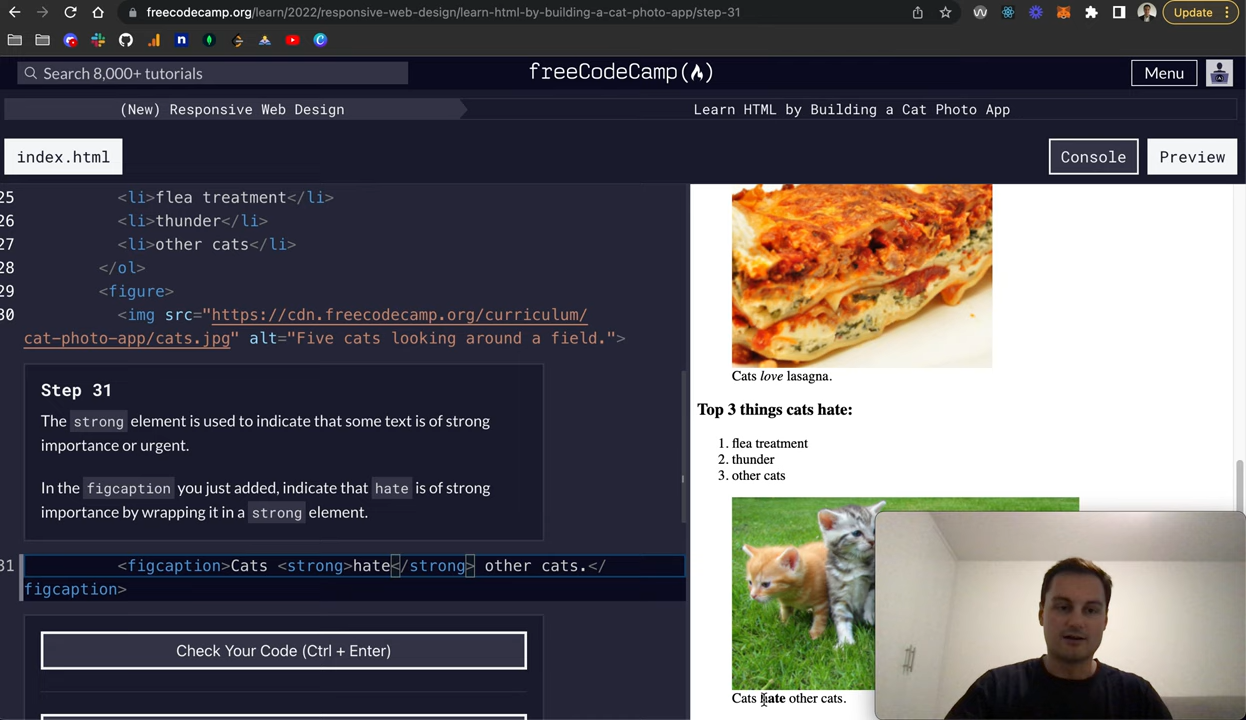 freecodecamp.org/learn/2022/responsive-web-design/learn-html-by-building-a-cat-photo-app/step-31
Update
Search 8,000+ tutorials
freeCodeCamp
Menu
(New) Responsive Web Design
Learn HTML by Building a Cat Photo App
index.html
Console
Preview
25 <li>flea treatment</li>
26 <li>thunder</li>
27 <li>other cats</li>
28 </ol>
29 <figure>
30 <img src="https://cdn.freecodecamp.org/curriculum/
cat-photo-app/cats.jpg" alt="Five cats looking around a field.">
Step 31
The strong element is used to indicate that some text is of strong
importance or urgent.
In the figcaption you just added, indicate that hate is of strong
importance by wrapping it in a strong element.
31 <figcaption>Cats <strong>hate</strong> other cats.</
figcaption>
Check Your Code (Ctrl + Enter)
Cats love lasagna.
Top 3 things cats hate:
1. flea treatment
2. thunder
3. other cats
Cats hate other cats.